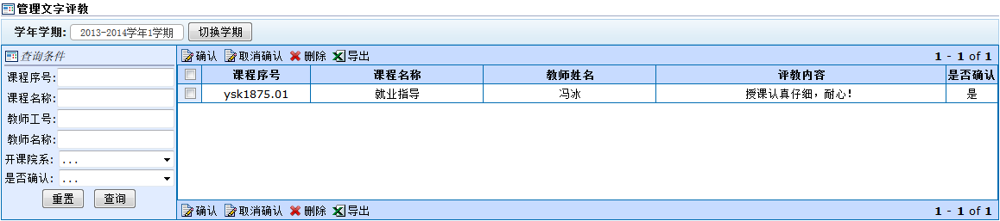 管理文字评教
学年学期: 2013-2014学年1学期 切换学期
查询条件
课程序号:
课程名称:
教师工号:
教师名称:
开课院系: ...
是否确认: ...
重置 查询
确认 取消确认 删除 导出 1 - 1 of 1
课程序号 课程名称 教师姓名 评教内容 是否确认
ysk1875.01 就业指导 冯冰 授课认真仔细，耐心! 是
确认 取消确认 删除 导出 1 - 1 of 1